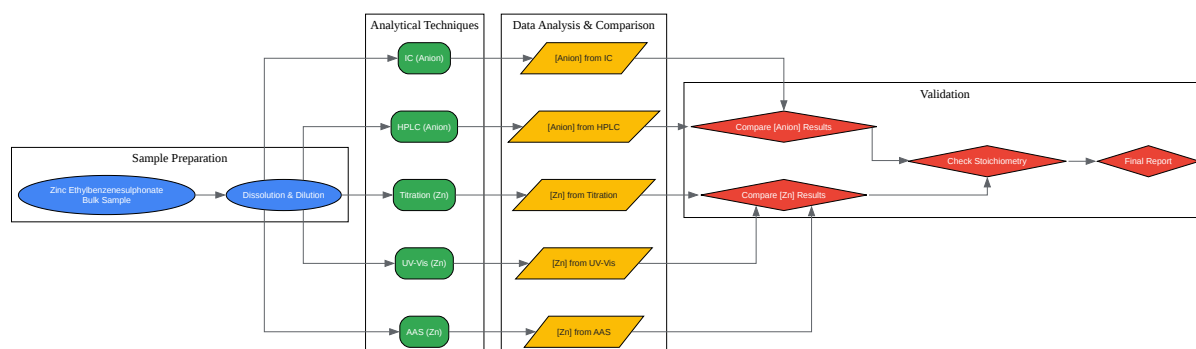 Analytical Techniques
Data Analysis & Comparison
IC (Anion)
[Anion] from IC
Validation
HPLC (Anion)
[Anion] from HPLC
Compare [Anion] Results
Sample Preparation
Check Stoichiometry
Final Report
Zinc Ethylbenzenesulphonate
Bulk Sample
Dissolution & Dilution
Titration (Zn)
[Zn] from Titration
Compare [Zn] Results
UV-Vis (Zn)
[Zn] from UV-Vis
AAS (Zn)
[Zn] from AAS